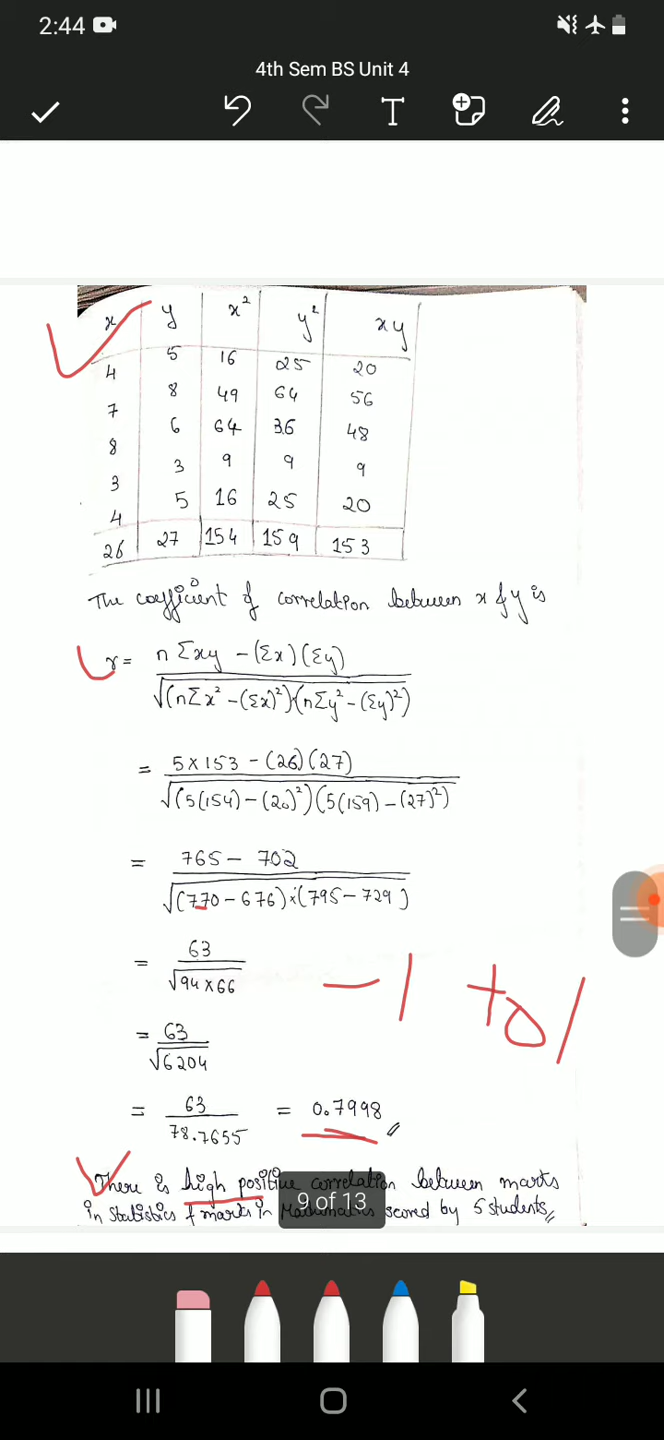 2:44
4th Sem BS Unit 4
T
x y x² y² xy
4 5 16 25 20
7 8 49 64 56
8 6 64 36 48
3 3 9 9 9
4 5 16 25 20
26 27 154 159 153
The coefficient of correlation between x & y is
r = nΣxy - (Σx)(Σy) / √(nΣx² - (Σx)²)(nΣy² - (Σy)²)
= 5×153 - (26)(27) / √(5(154) - (26)²)(5(159) - (27)²)
= 765 - 702 / √(770 - 676)×(795 - 729)
= 63 / √94×66
-1 to 1
= 63 / √6204
= 63 / 78.7655 = 0.7998
There is high positive correlation between marks
in statistics & marks in Mathematics scored by 5 students
9 of 13